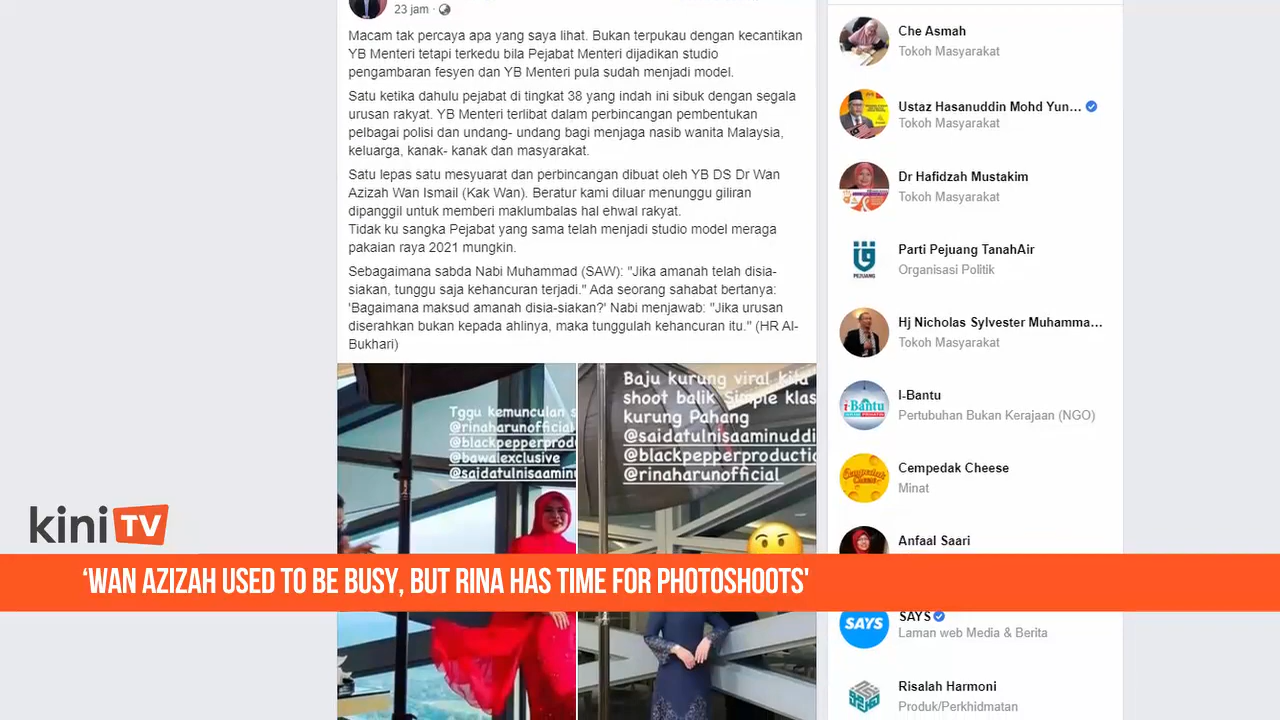 23 jam
Macam tak percaya apa yang saya lihat. Bukan terpukau dengan kecantikan
YB Menteri tetapi terkedu bila Pejabat Menteri dijadikan studio
pengambaran fesyen dan YB Menteri pula sudah menjadi model.
Satu ketika dahulu pejabat di tingkat 38 yang indah ini sibuk dengan segala
urusan rakyat. YB Menteri terlibat dalam perbincangan pembentukan
pelbagai polisi dan undang- undang bagi menjaga nasib wanita Malaysia,
keluarga, kanak- kanak dan masyarakat.
Satu lepas satu mesyuarat dan perbincangan dibuat oleh YB DS Dr Wan
Azizah Wan Ismail (Kak Wan). Beratur kami diluar menunggu giliran
dipanggil untuk memberi maklumbalas hal ehwal rakyat.
Tidak ku sangka Pejabat yang sama telah menjadi studio model meraga
pakaian raya 2021 mungkin.
Sebagaimana sabda Nabi Muhammad (SAW): "Jika amanah telah disia-
siakan, tunggu saja kehancuran terjadi." Ada seorang sahabat bertanya:
'Bagaimana maksud amanah disia-siakan?' Nabi menjawab: "Jika urusan
diserahkan bukan kepada ahlinya, maka tunggulah kehancuran itu." (HR Al-
Bukhari)
Tggu kemunculan s
@rinaharunofficial
@blackpepperprodu
@bawalexclusive
@saidatulnisaamint
Baju kurung viral kita
shoot balik Simple klas
kurung Pahang
@saidatulnisaaminuddi
@blackpepperproductio
@rinaharunofficial
Che Asmah
Tokoh Masyarakat
Ustaz Hasanuddin Mohd Yun...
Tokoh Masyarakat
Dr Hafidzah Mustakim
Tokoh Masyarakat
Parti Pejuang TanahAir
Organisasi Politik
PEJUANG
Hj Nicholas Sylvester Muhamma...
Tokoh Masyarakat
I-Bantu
Pertubuhan Bukan Kerajaan (NGO)
i-Bantu
Cempedak Cheese
Minat
Cempedak
Cheese
Anfaal Saari
SAYS
Laman web Media & Berita
SAYS
Risalah Harmoni
Produk/Perkhidmatan
kini TV
‘WAN AZIZAH USED TO BE BUSY, BUT RINA HAS TIME FOR PHOTOSHOOTS'